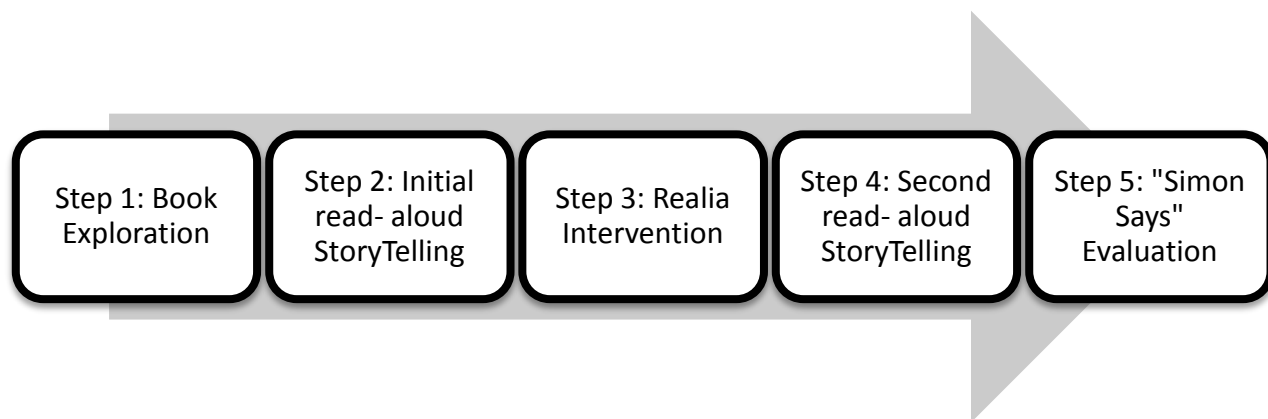 Step 1: Book
Exploration
Step 2: Initial
read- aloud
StoryTelling
Step 3: Realia
Intervention
Step 4: Second
read- aloud
StoryTelling
Step 5: "Simon
Says"
Evaluation